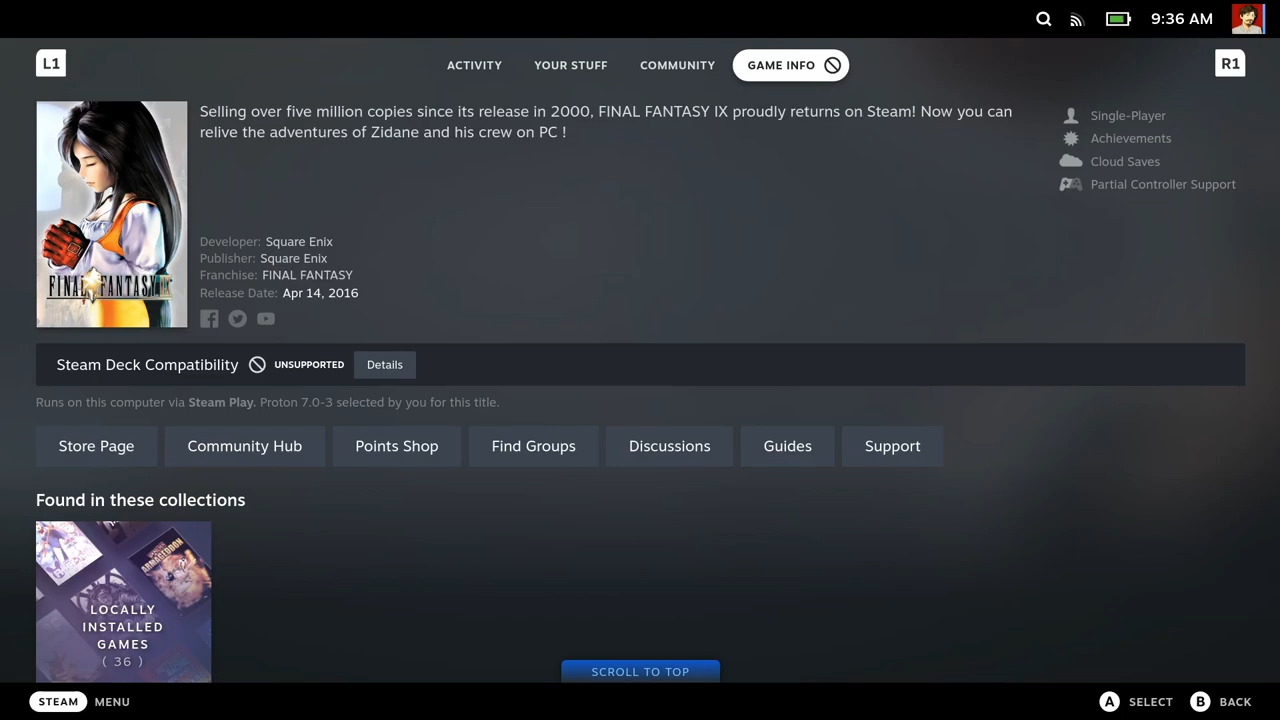 9:36 AM
L1
ACTIVITY
YOUR STUFF
COMMUNITY
GAME INFO
R1
Selling over five million copies since its release in 2000, FINAL FANTASY IX proudly returns on Steam! Now you can
relive the adventures of Zidane and his crew on PC !
Single-Player
Achievements
Cloud Saves
Partial Controller Support
FINAL FANTASY IX
Developer: Square Enix
Publisher: Square Enix
Franchise: FINAL FANTASY
Release Date: Apr 14, 2016
Steam Deck Compatibility UNSUPPORTED Details
Runs on this computer via Steam Play. Proton 7.0-3 selected by you for this title.
Store Page
Community Hub
Points Shop
Find Groups
Discussions
Guides
Support
Found in these collections
ARMAGEDDON
LOCALLY
INSTALLED
GAMES
( 36 )
SCROLL TO TOP
STEAM MENU
A SELECT B BACK